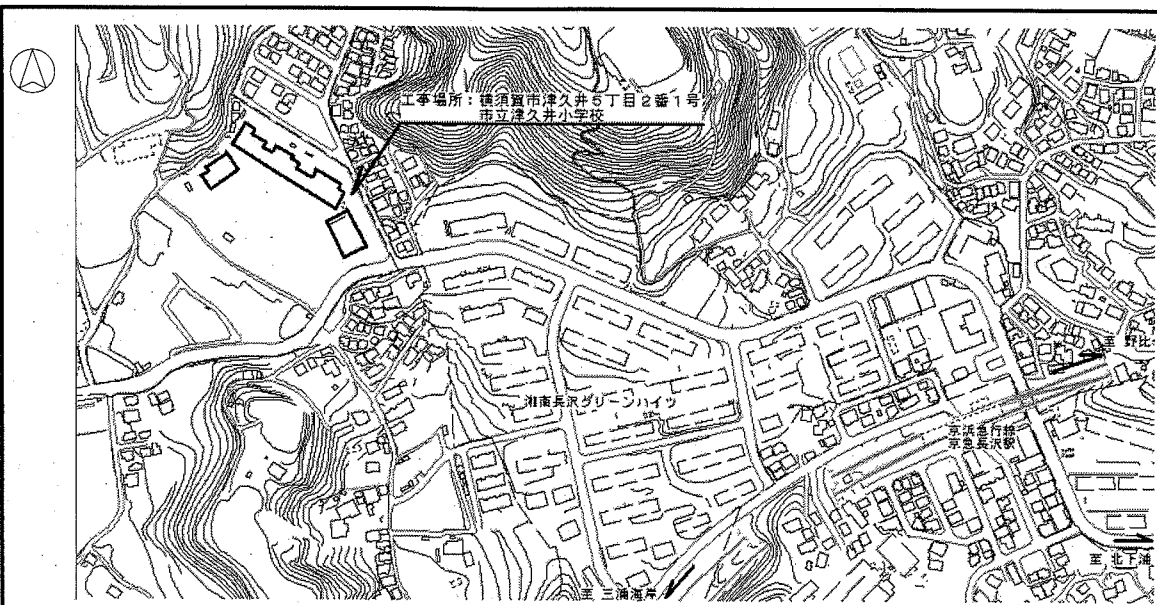 工事場所：横須賀市津久井５丁目２番１号
市立津久井小学校
至 野比
湘南長沢グリーンハイツ
京浜急行線
京急長沢駅
至 北下浦
至 三浦海岸